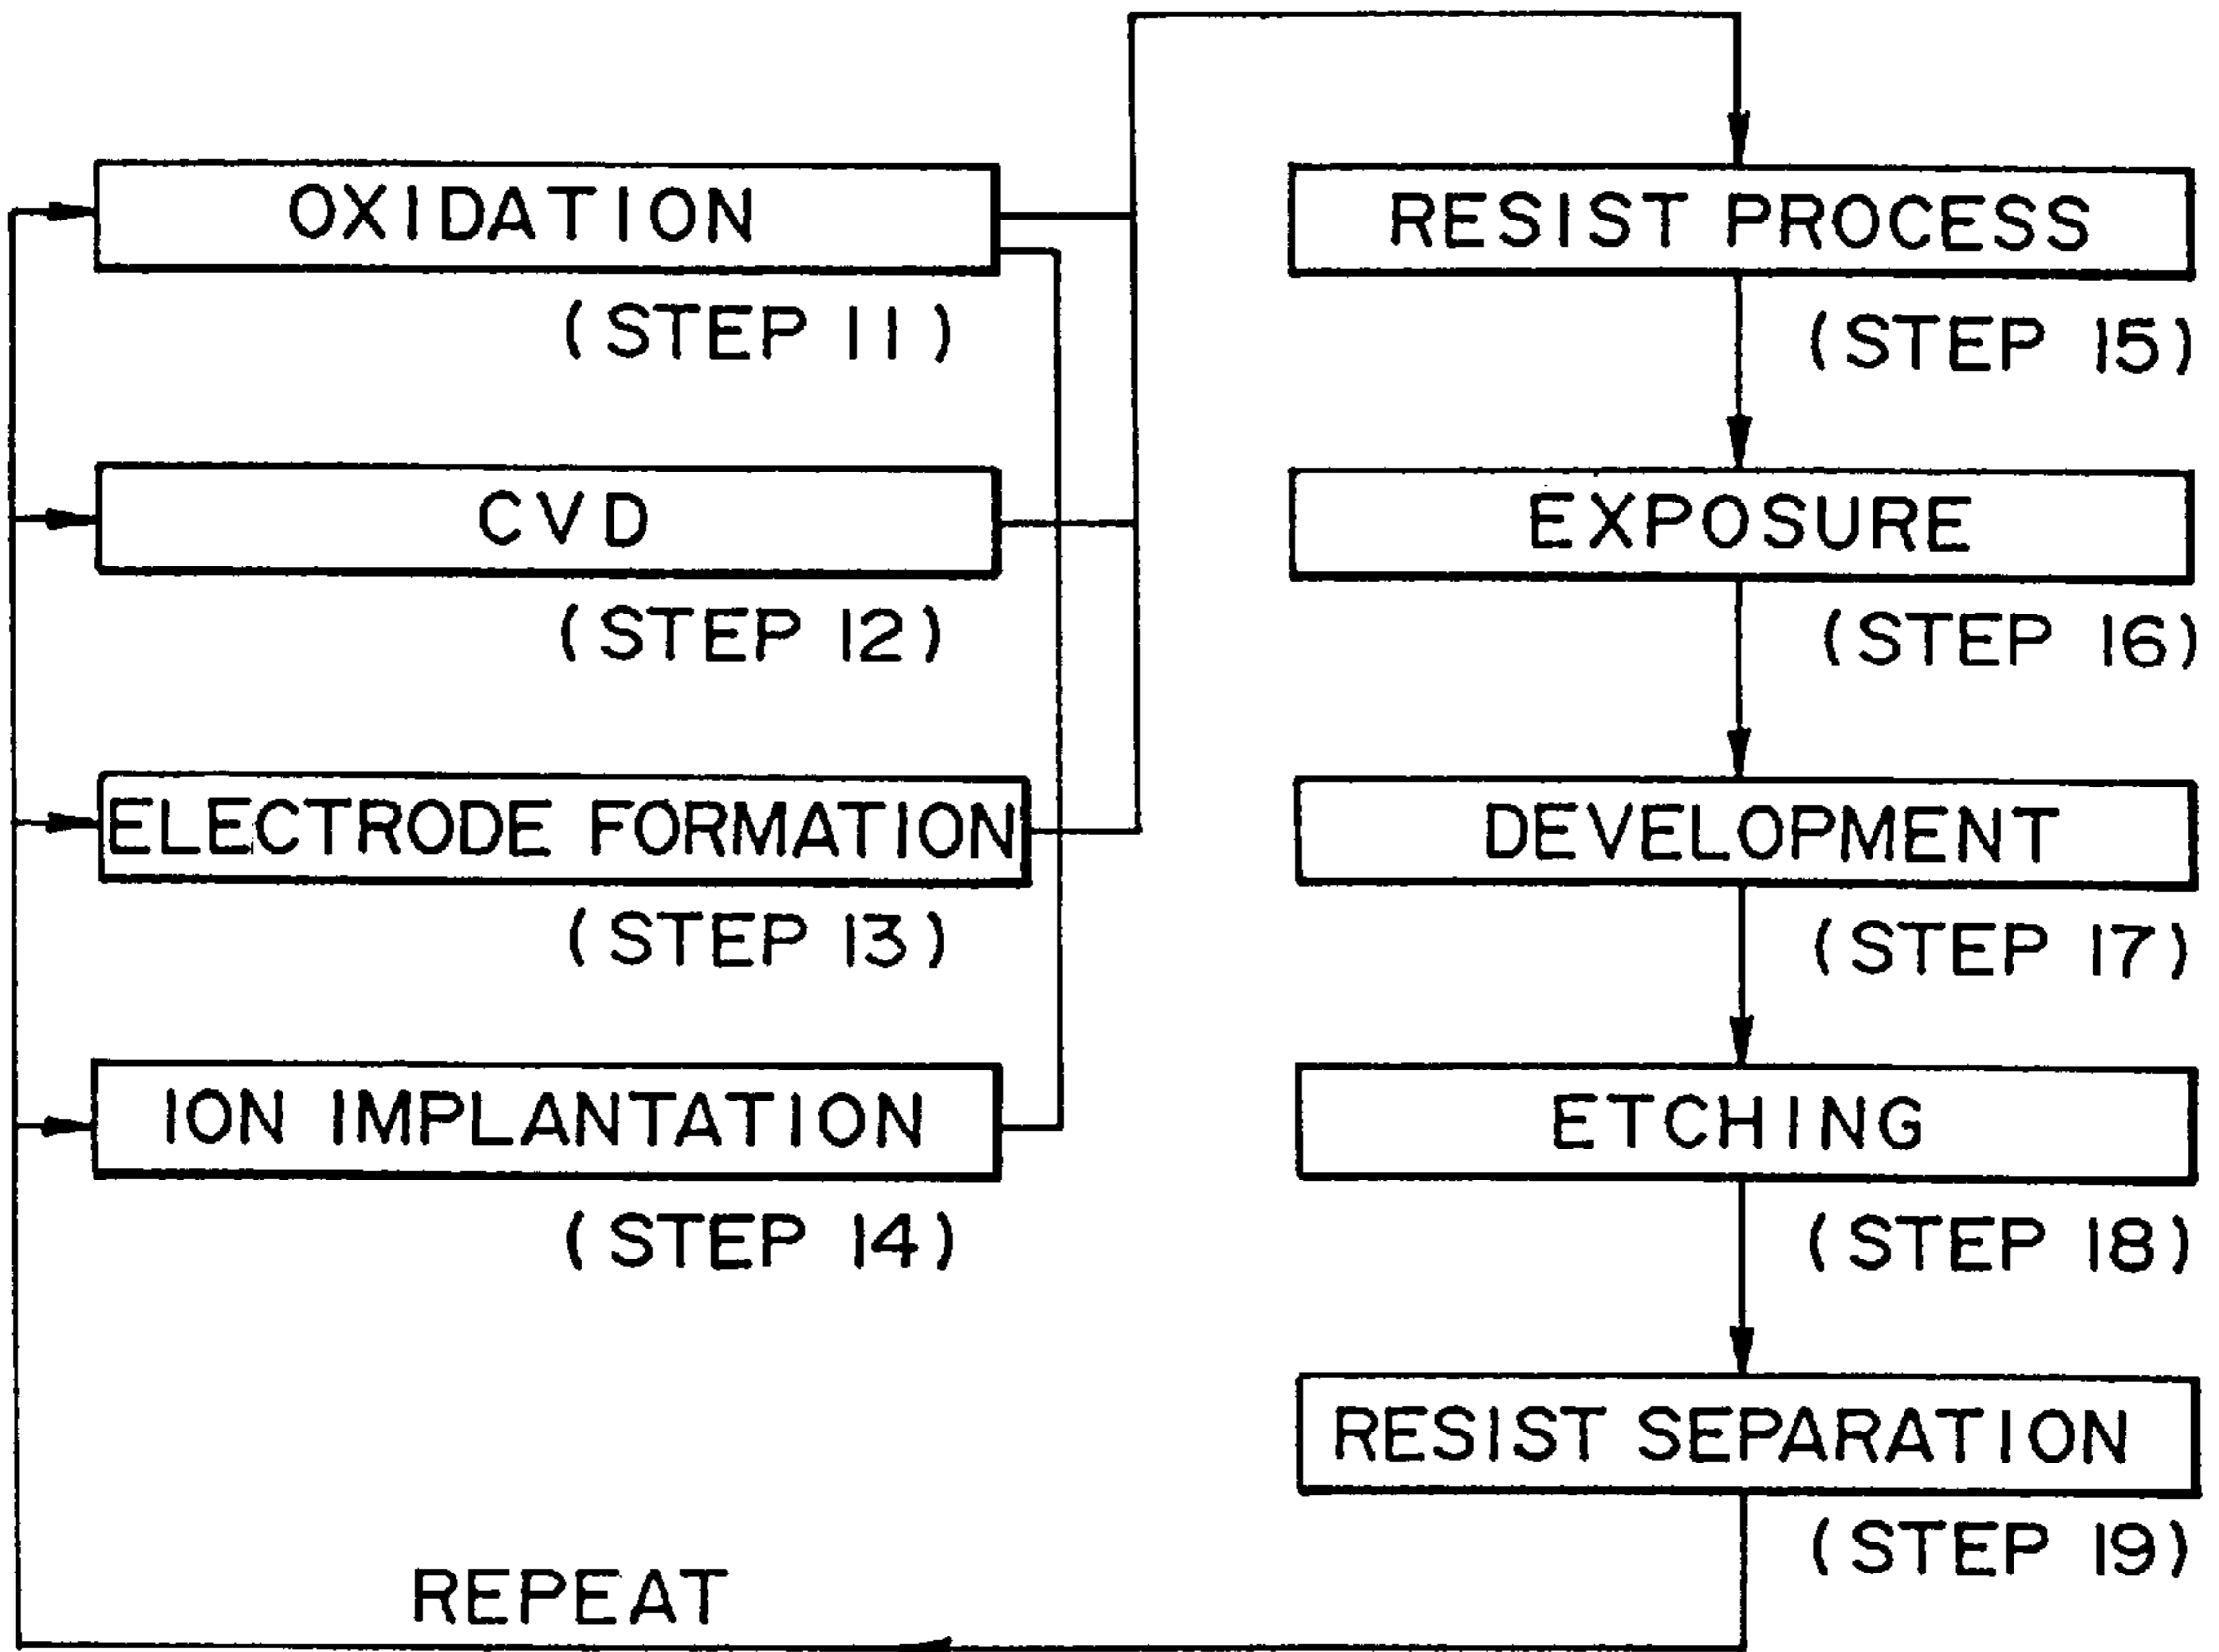 OXIDATION
(STEP 11)
CVD
(STEP 12)
ELECTRODE FORMATION
(STEP 13)
ION IMPLANTATION
(STEP 14)
RESIST PROCESS
(STEP 15)
EXPOSURE
(STEP 16)
DEVELOPMENT
(STEP 17)
ETCHING
(STEP 18)
RESIST SEPARATION
(STEP 19)
REPEAT